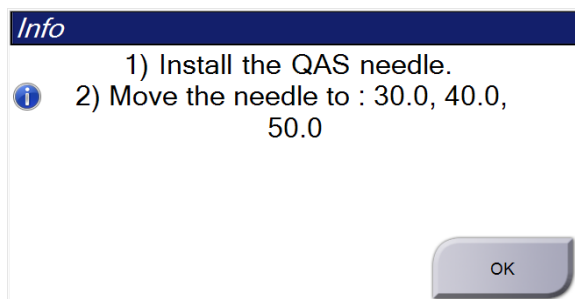 Info
1) Install the QAS needle.
2) Move the needle to : 30.0, 40.0,
50.0
OK